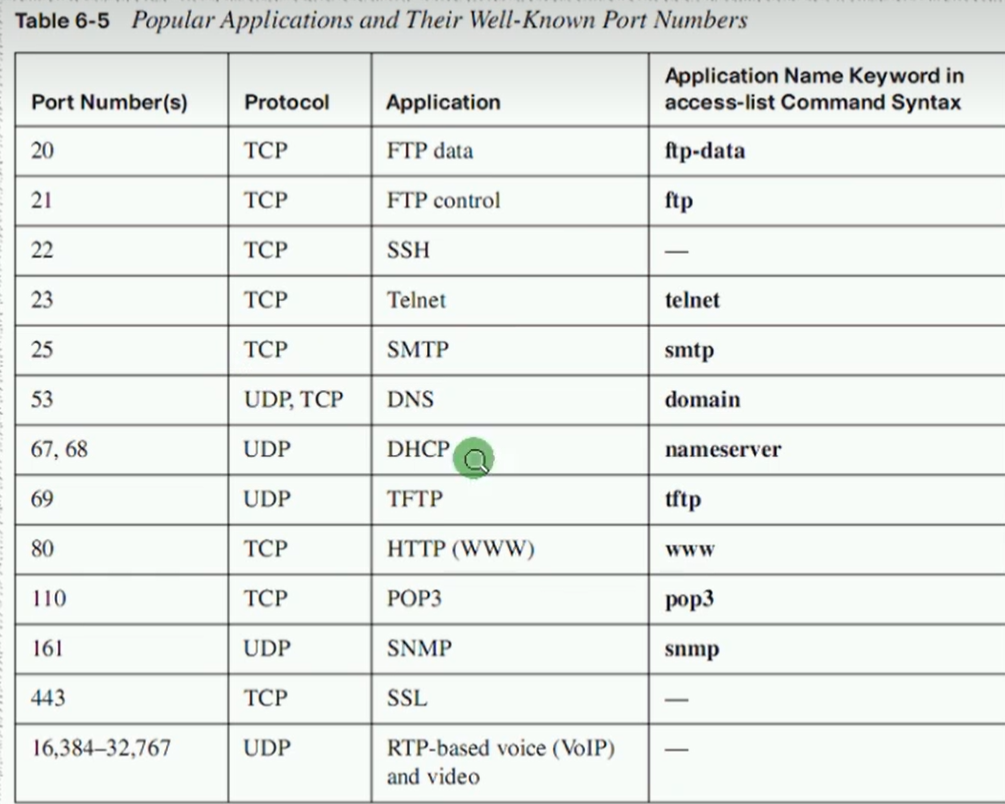 Table 6-5 Popular Applications and Their Well-Known Port Numbers
Port Number(s) Protocol Application Application Name Keyword in access-list Command Syntax
20 TCP FTP data ftp-data
21 TCP FTP control ftp
22 TCP SSH —
23 TCP Telnet telnet
25 TCP SMTP smtp
53 UDP, TCP DNS domain
67, 68 UDP DHCP nameserver
69 UDP TFTP tftp
80 TCP HTTP (WWW) www
110 TCP POP3 pop3
161 UDP SNMP snmp
443 TCP SSL —
16,384–32,767 UDP RTP-based voice (VoIP) —
and video